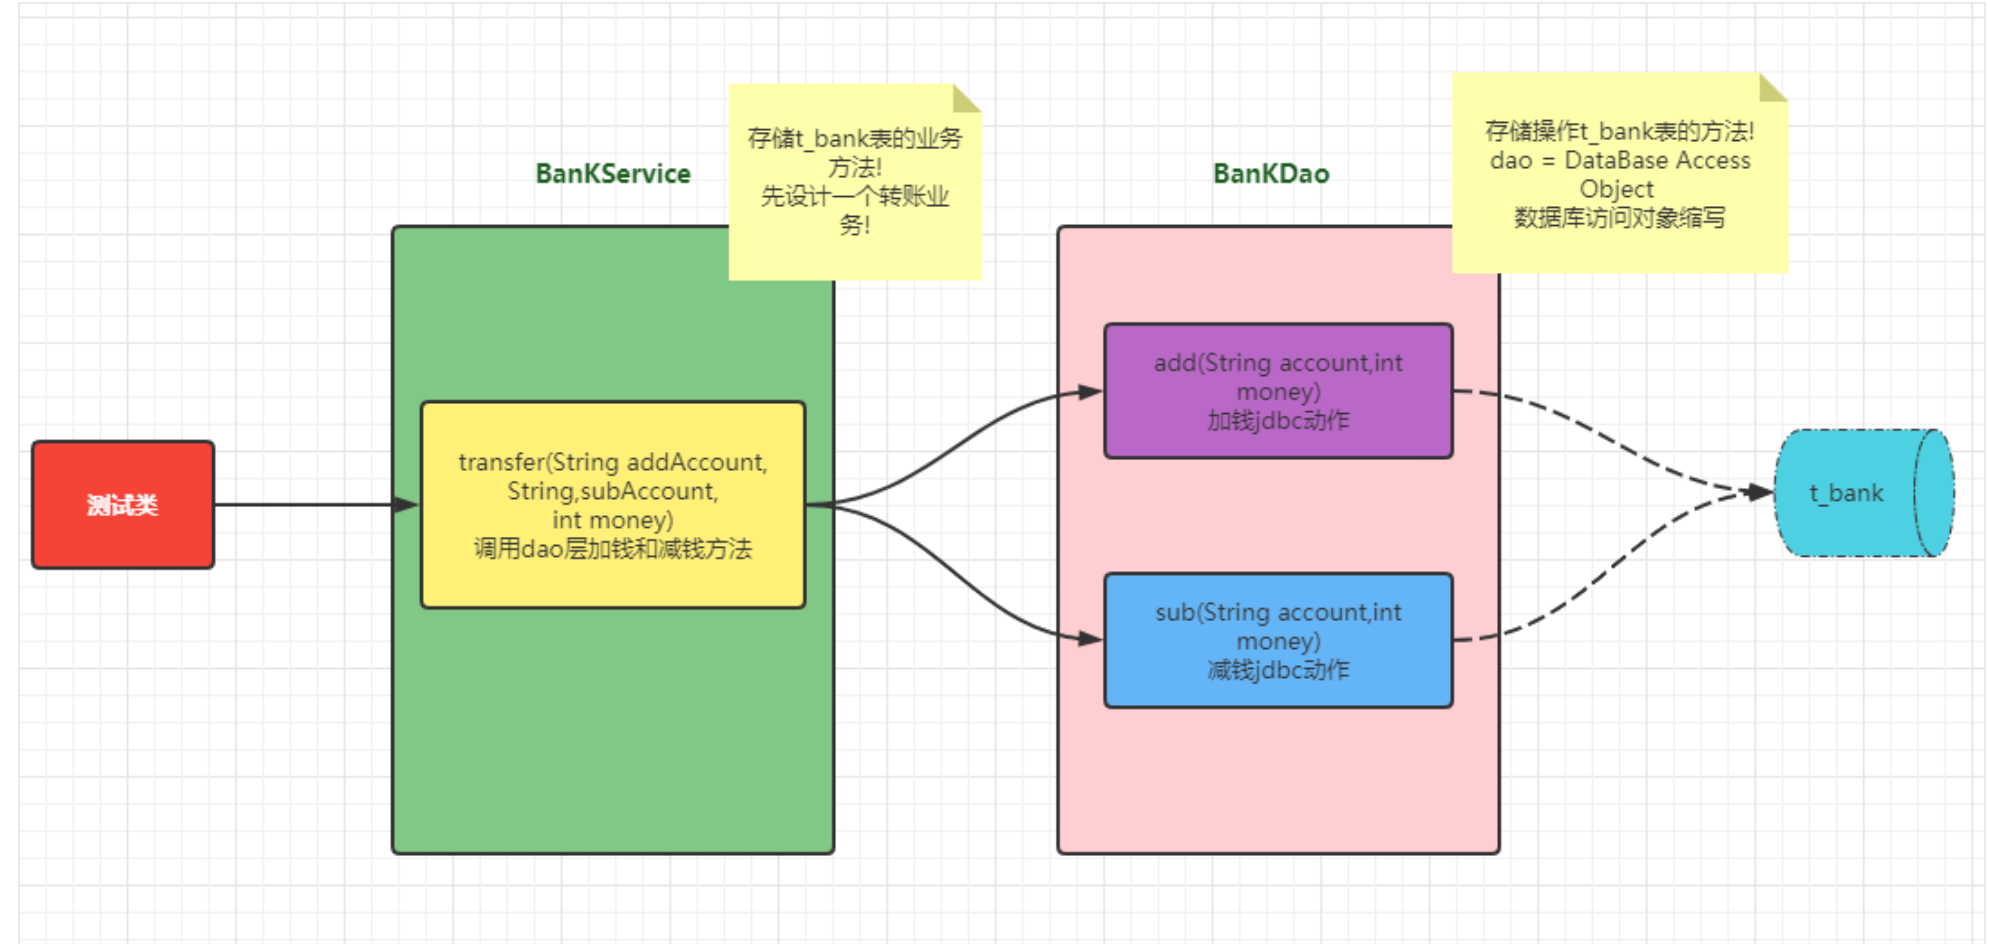 测试类
BanKService
存储t_bank表的业务
方法!
先设计一个转账业
务!
transfer(String addAccount,
String,subAccount,
int money)
调用dao层加钱和减钱方法
BanKDao
存储操作t_bank表的方法!
dao = DataBase Access
Object
数据库访问对象缩写
add(String account,int
money)
加钱jdbc动作
sub(String account,int
money)
减钱jdbc动作
t_bank